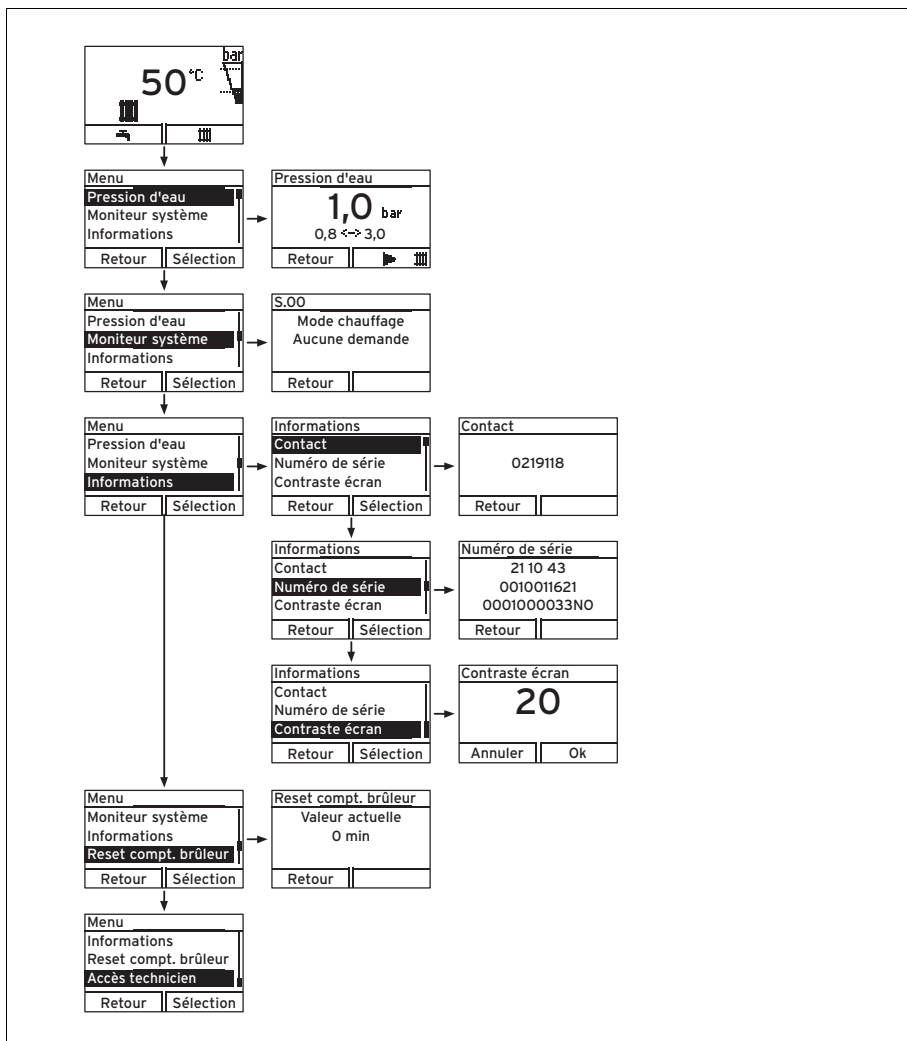 bar
50 °C
Menu
Pression d'eau
Moniteur système
Informations
Retour Sélection
Pression d'eau
1,0 bar
0,8 <-> 3,0
Retour
Menu
Pression d'eau
Moniteur système
Informations
Retour Sélection
S.00
Mode chauffage
Aucune demande
Retour
Menu
Pression d'eau
Moniteur système
Informations
Retour Sélection
Informations
Contact
Numéro de série
Contraste écran
Retour Sélection
Contact
0219118
Retour
Informations
Contact
Numéro de série
Contraste écran
Retour Sélection
Numéro de série
21 10 43
0010011621
0001000033N0
Retour
Informations
Contact
Numéro de série
Contraste écran
Retour Sélection
Contraste écran
20
Annuler Ok
Menu
Moniteur système
Informations
Reset compt. brûleur
Retour Sélection
Reset compt. brûleur
Valeur actuelle
0 min
Retour
Menu
Informations
Reset compt. brûleur
Accès technicien
Retour Sélection